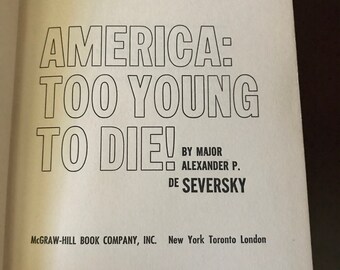 AMERICA:
TOO YOUNG
TO DIE!
BY MAJOR
ALEXANDER P.
DE SEVERSKY
McGRAW-HILL BOOK COMPANY, INC. New York Toronto London